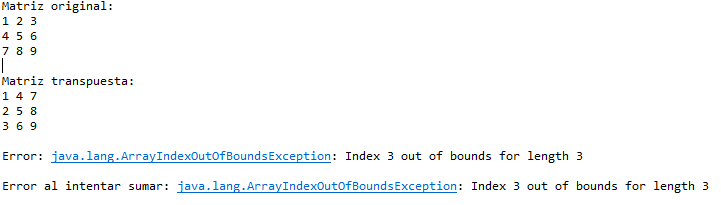 Matriz original:
1 2 3
4 5 6
7 8 9
Matriz transpuesta:
1 4 7
2 5 8
3 6 9
Error: java.lang.ArrayIndexOutOfBoundsException: Index 3 out of bounds for length 3
Error al intentar sumar: java.lang.ArrayIndexOutOfBoundsException: Index 3 out of bounds for length 3